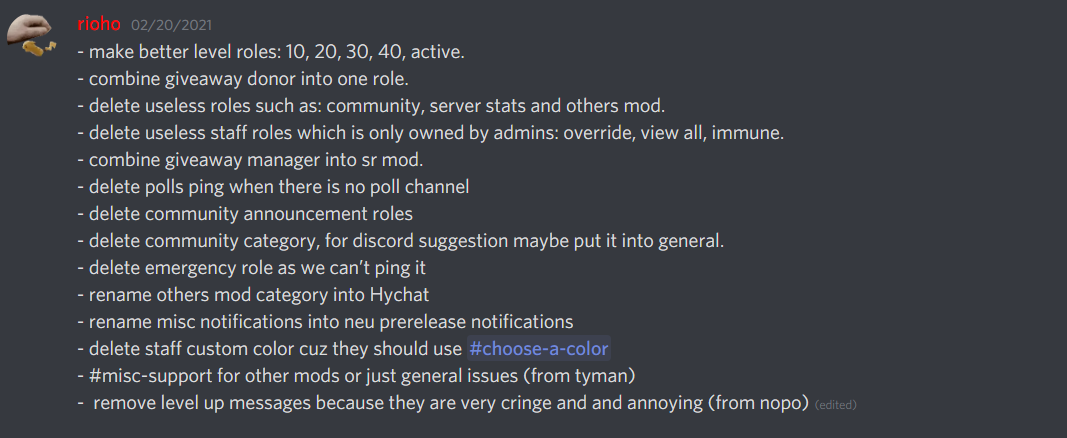 rioho 02/20/2021
- make better level roles: 10, 20, 30, 40, active.
- combine giveaway donor into one role.
- delete useless roles such as: community, server stats and others mod.
- delete useless staff roles which is only owned by admins: override, view all, immune.
- combine giveaway manager into sr mod.
- delete polls ping when there is no poll channel
- delete community announcement roles
- delete community category, for discord suggestion maybe put it into general.
- delete emergency role as we can't ping it
- rename others mod category into Hychat
- rename misc notifications into neu prerelease notifications
- delete staff custom color cuz they should use #choose-a-color
- #misc-support for other mods or just general issues (from tyman)
-  remove level up messages because they are very cringe and and annoying (from nopo) (edited)